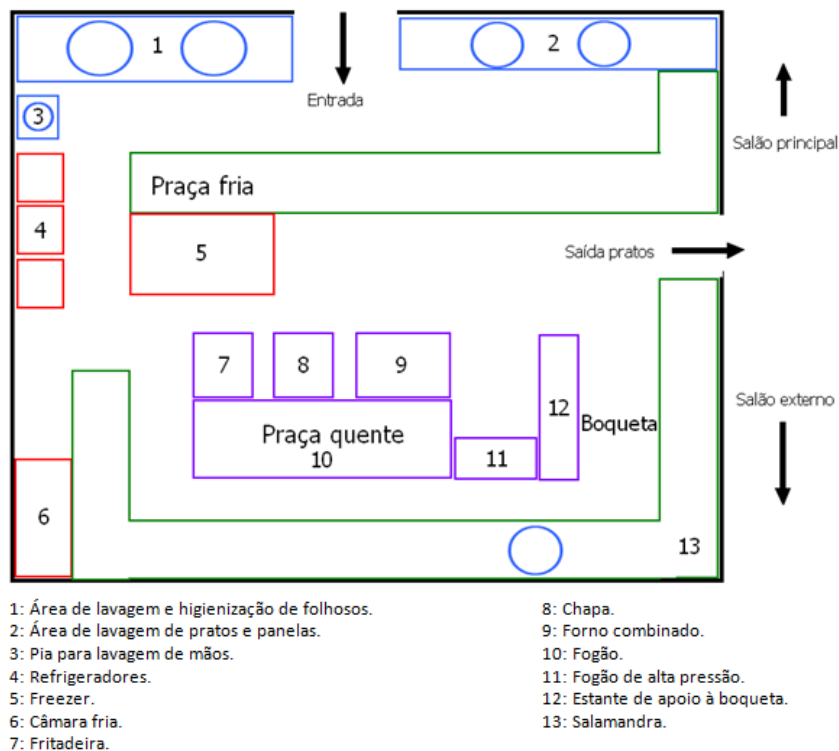 1
2
Entrada
3
Salão principal
Praça fria
4
5
Saída pratos
7
8
9
Salão externo
12
Boqueta
Praça quente
10
11
6
13
1: Área de lavagem e higienização de folhosos.
2: Área de lavagem de pratos e panelas.
3: Pia para lavagem de mãos.
4: Refrigeradores.
5: Freezer.
6: Câmara fria.
7: Fritadeira.
8: Chapa.
9: Forno combinado.
10: Fogão.
11: Fogão de alta pressão.
12: Estante de apoio à boqueta.
13: Salamandra.